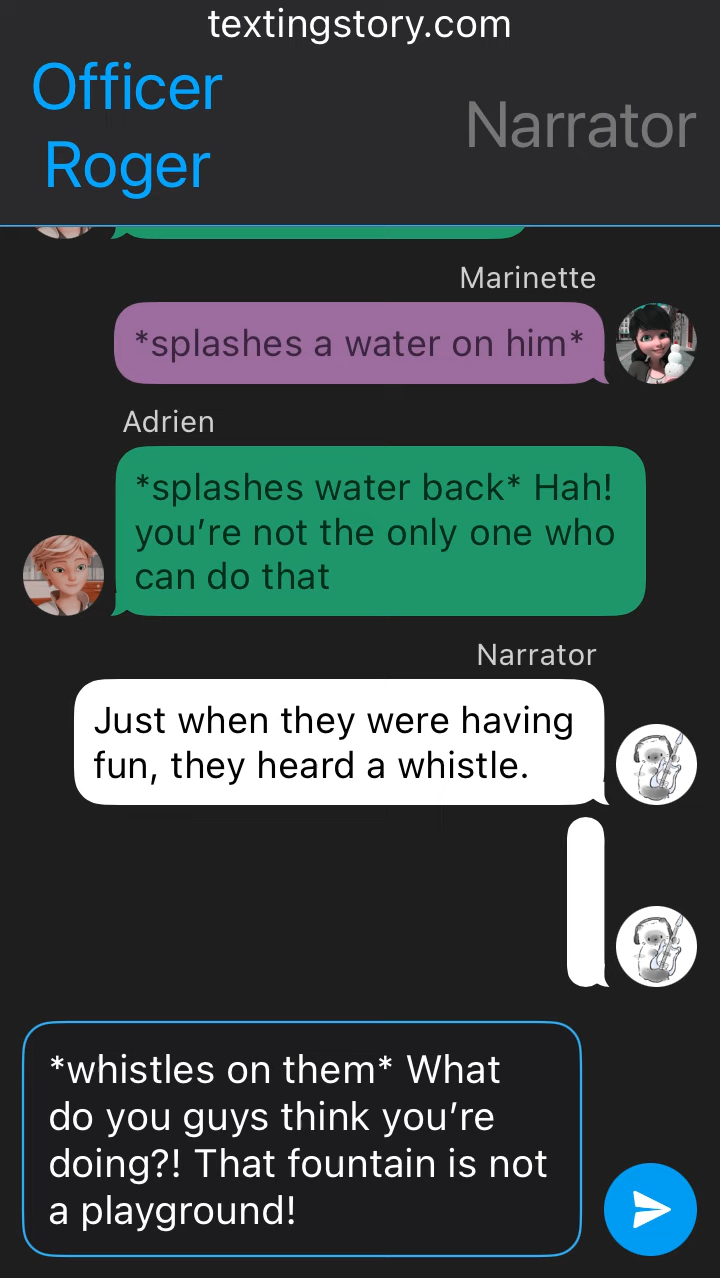 textingstory.com
Officer
Roger
Narrator
Marinette
*splashes a water on him*
Adrien
*splashes water back* Hah!
you’re not the only one who
can do that
Narrator
Just when they were having
fun, they heard a whistle.
*whistles on them* What
do you guys think you’re
doing?! That fountain is not
a playground!